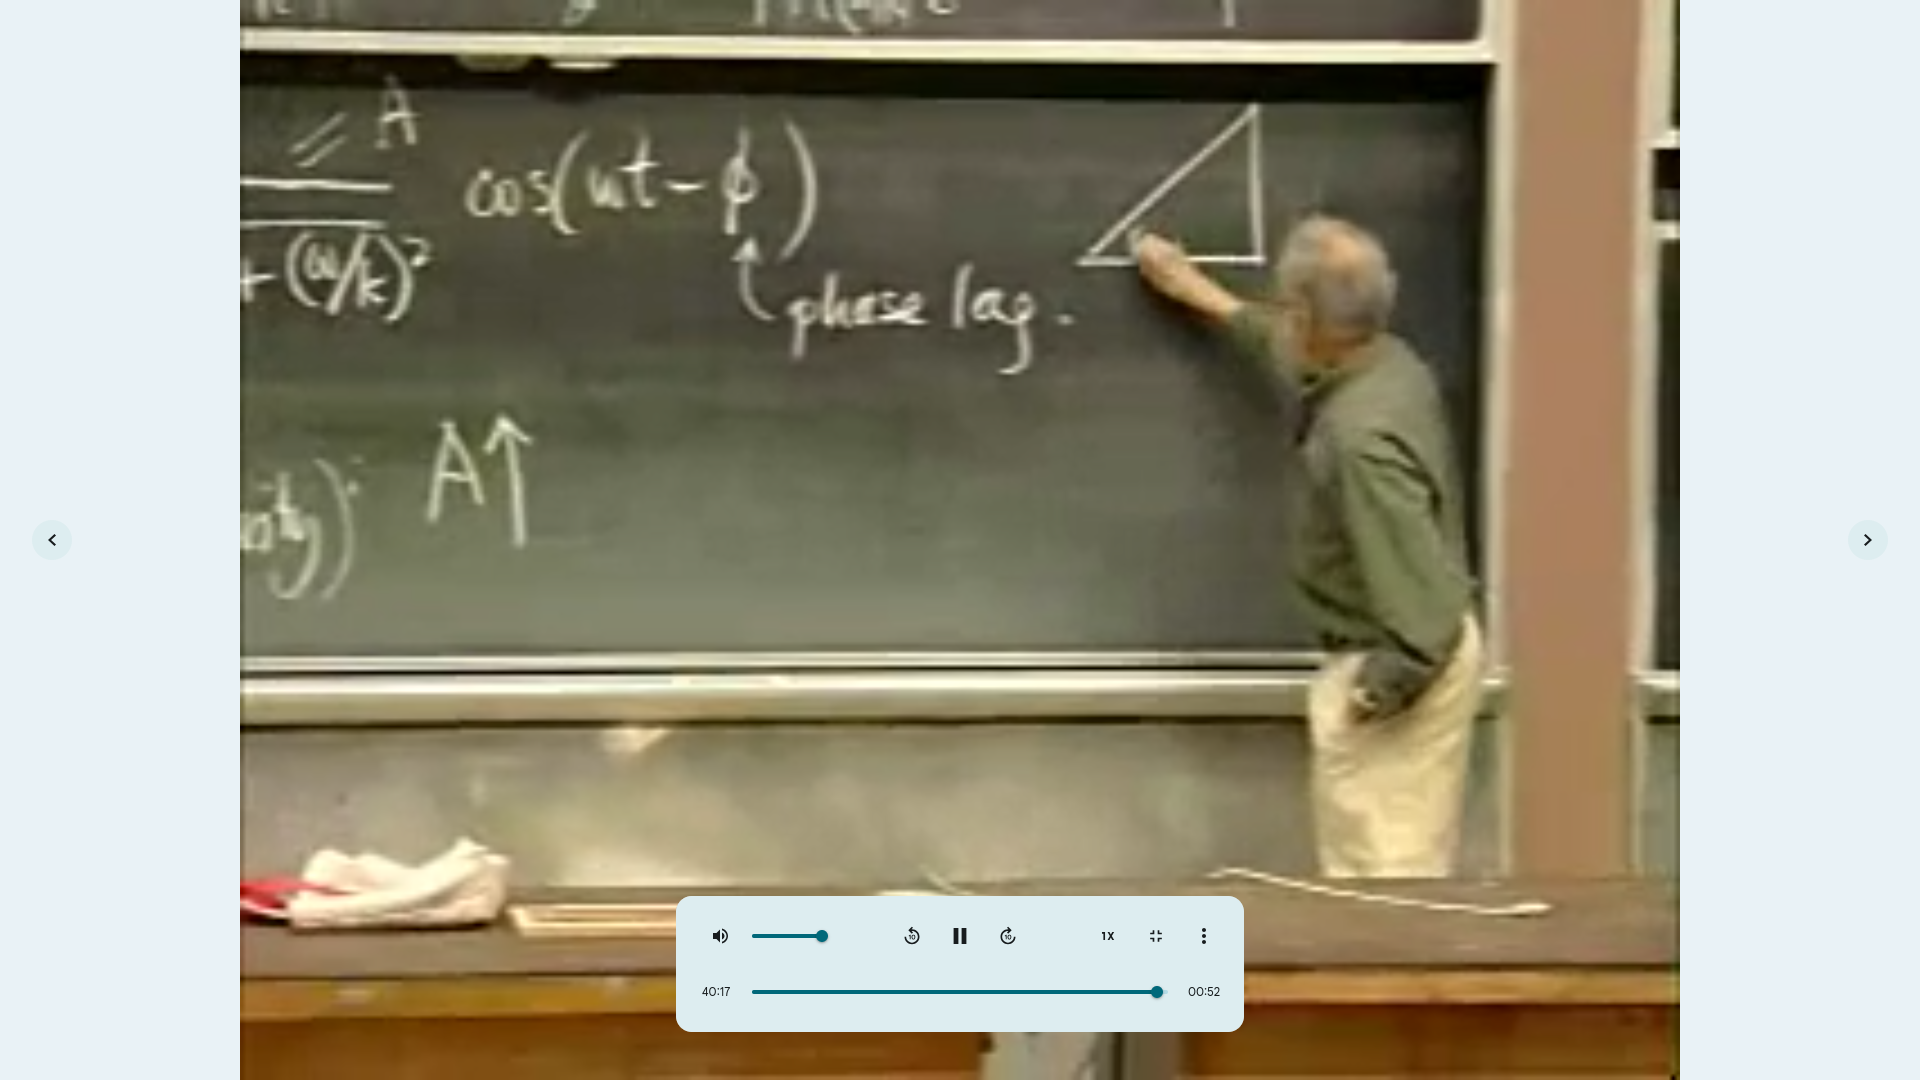 = A
cos(ωt - ϕ)
+ (ω/k)²
phase lag.
A↑
1X
40:17
00:52